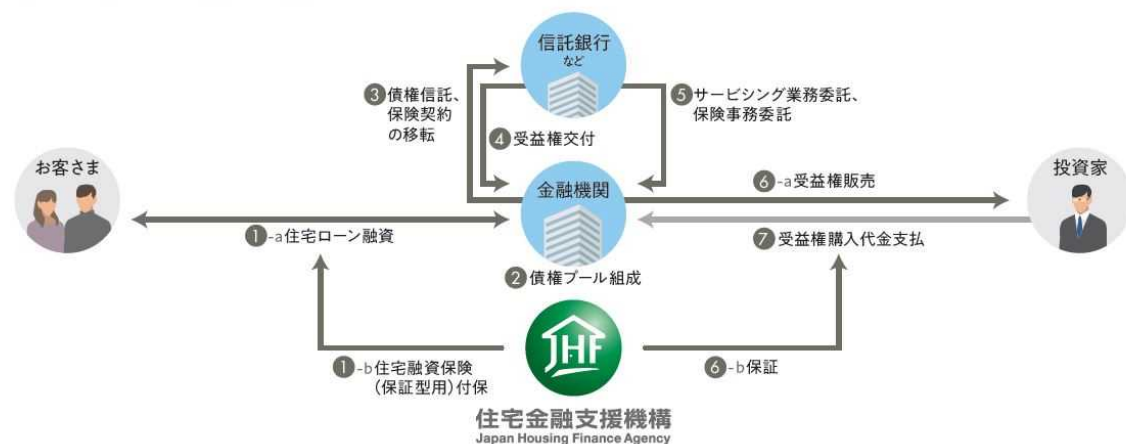 信託銀行
など
❸債権信託、
保険契約
の移転
❺サービシング業務委託、
保険事務委託
❹受益権交付
お客さま
金融機関
❻-a受益権販売
投資家
❶-a住宅ローン融資
❼受益権購入代金支払
❷債権プール組成
JHF
❶-b住宅融資保険
（保証型用）付保
❻-b保証
住宅金融支援機構
Japan Housing Finance Agency